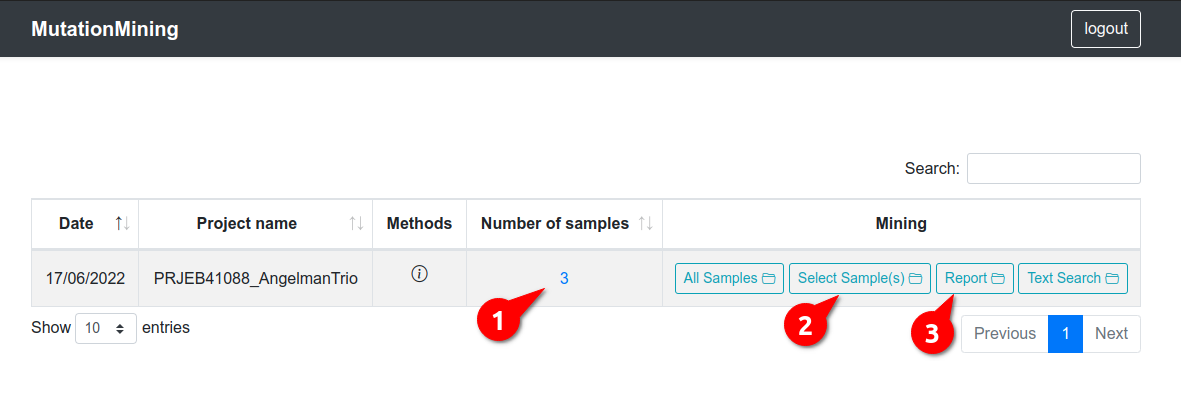 MutationMining
logout
Search:
Date Project name Methods Number of samples Mining
17/06/2022 PRJEB41088_AngelmanTrio 3 All Samples Select Sample(s) Report Text Search
1 2 3
Show 10 entries
Previous 1 Next